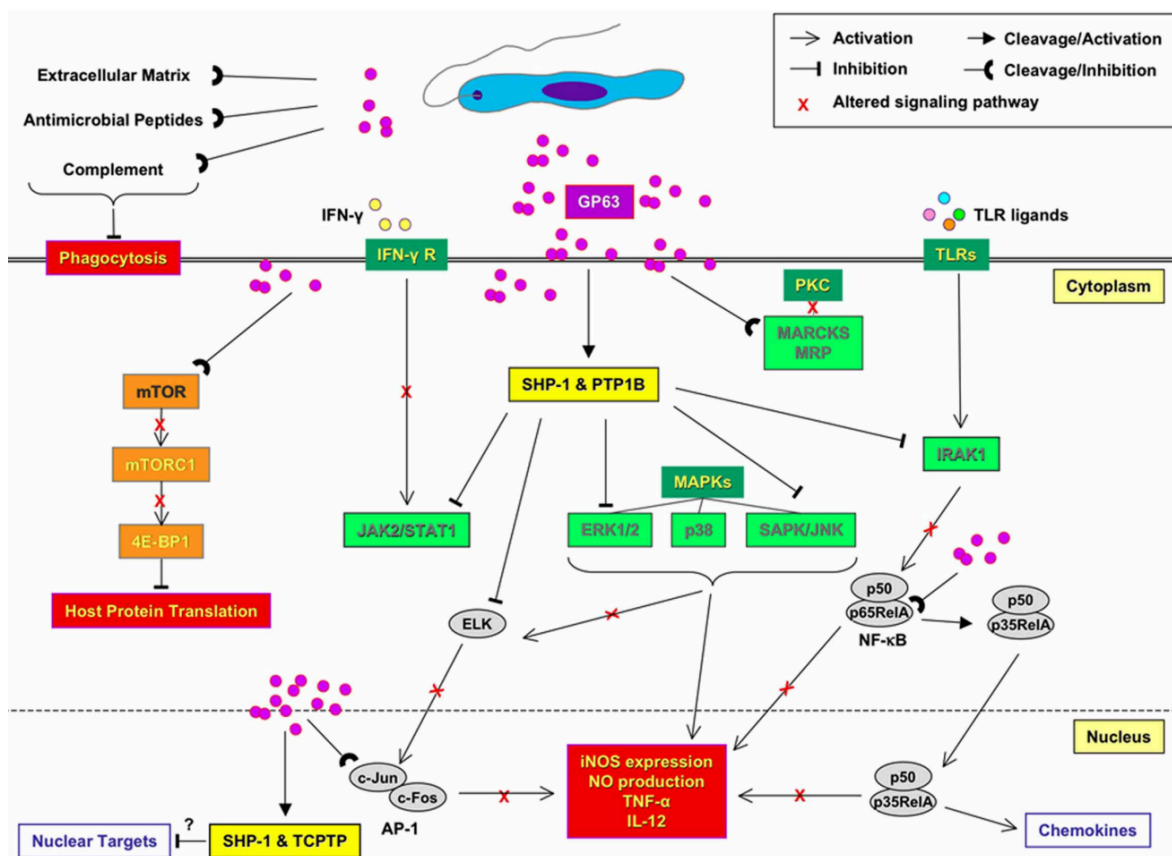 Activation
Cleavage/Activation
Inhibition
Cleavage/Inhibition
X Altered signaling pathway
Extracellular Matrix
Antimicrobial Peptides
Complement
IFN-γ
GP63
TLR ligands
Phagocytosis
IFN-γ R
TLRs
Cytoplasm
PKC
X
MARCKS
MRP
mTOR
SHP-1 & PTP1B
X
X
mTORC1
IRAK1
X
MAPKs
4E-BP1
JAK2/STAT1
ERK1/2
p38
SAPK/JNK
X
Host Protein Translation
p50
p65RelA
NF-κB
p50
p35RelA
ELK
X
X
X
Nucleus
c-Jun
c-Fos
AP-1
X
iNOS expression
NO production
TNF-α
IL-12
X
p50
p35RelA
Nuclear Targets
?
SHP-1 & TCPTP
Chemokines